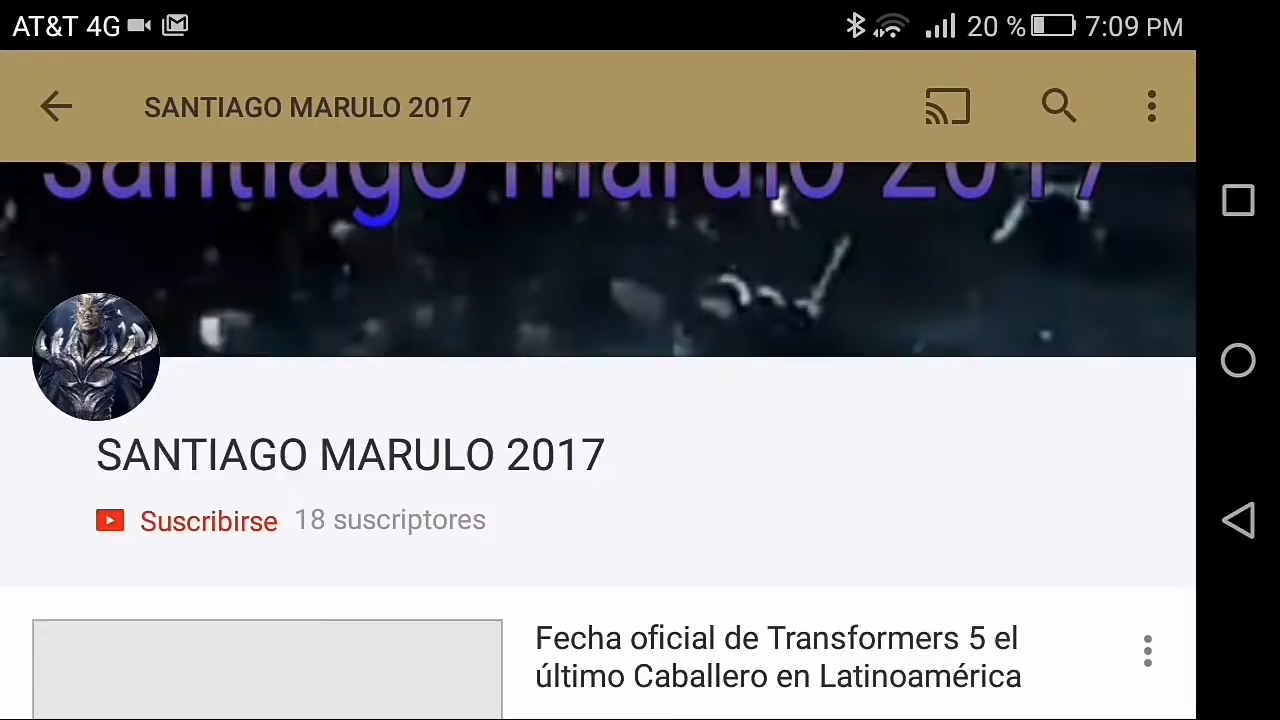 AT&T 4G 20 % 7:09 PM
SANTIAGO MARULO 2017
Santiago marulo 2017
SANTIAGO MARULO 2017
Suscribirse 18 suscriptores
Fecha oficial de Transformers 5 el
último Caballero en Latinoamérica